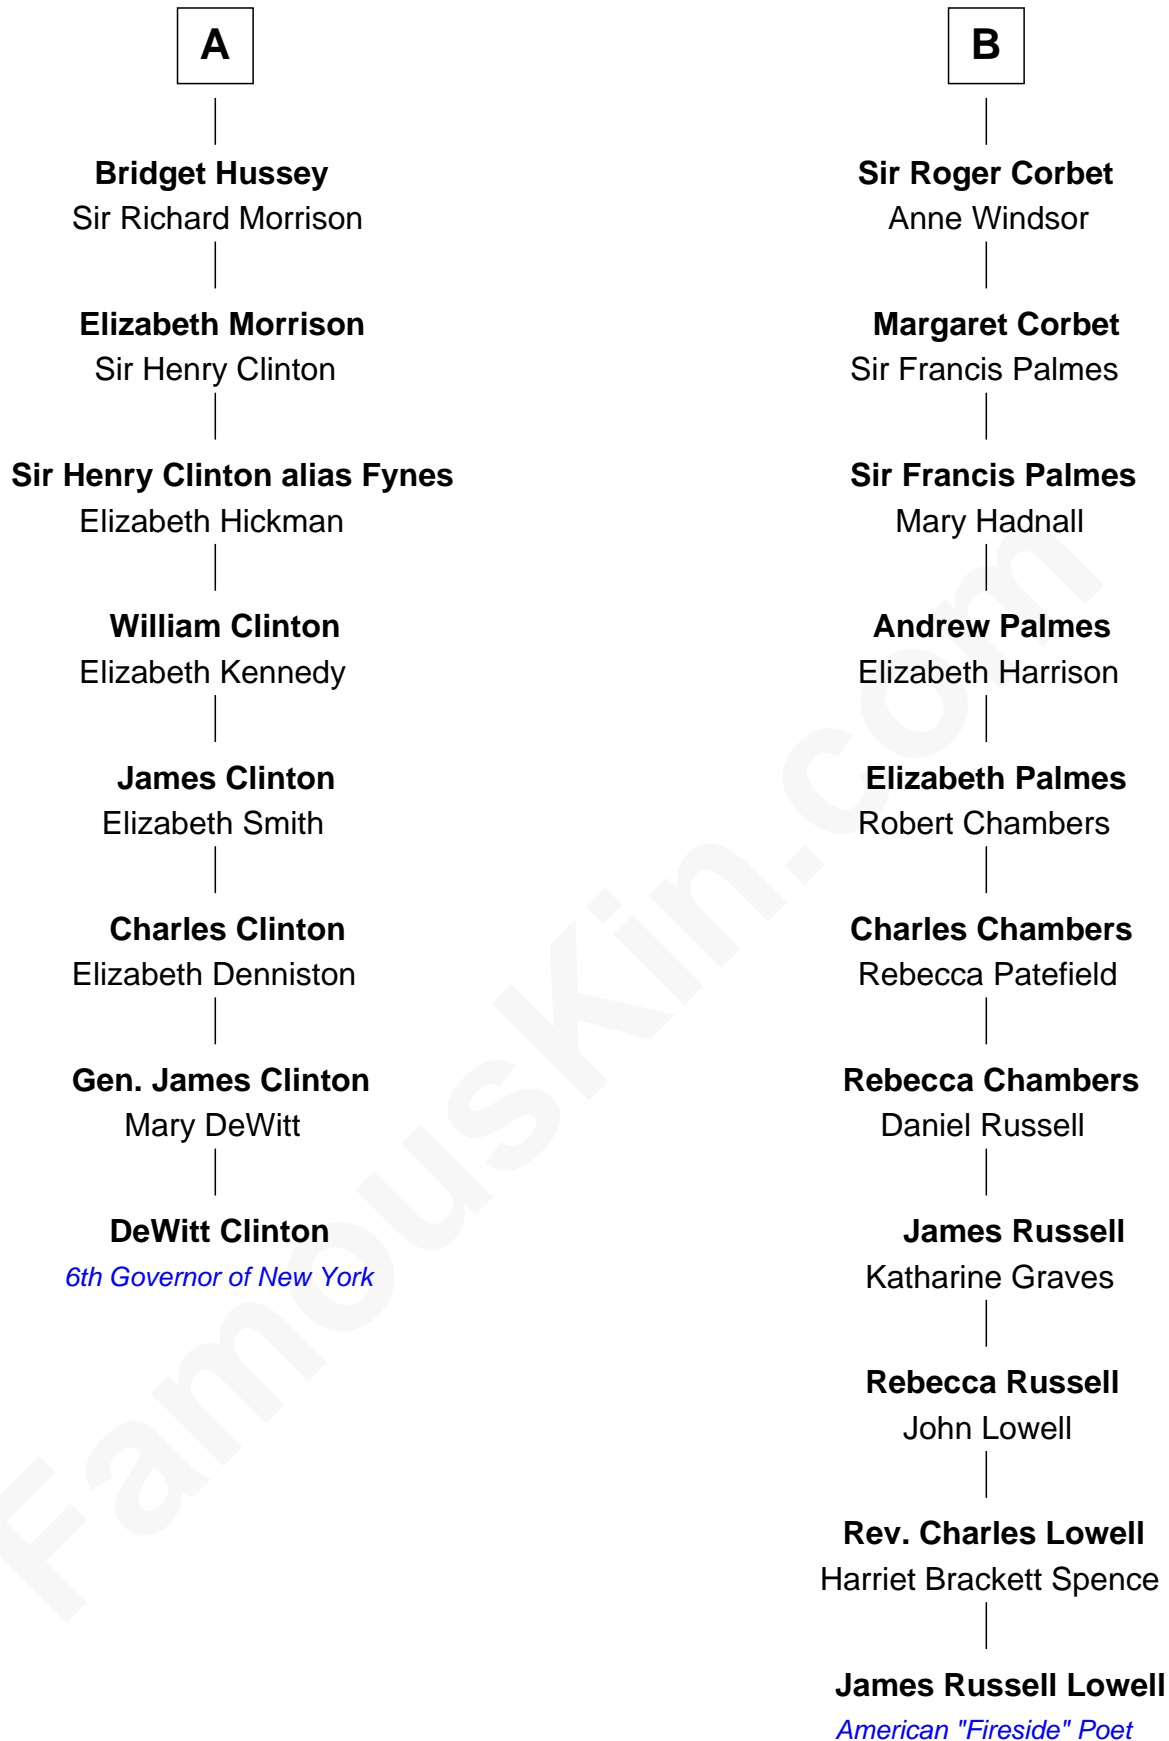 A
Bridget Hussey
Sir Richard Morrison
Elizabeth Morrison
Sir Henry Clinton
Sir Henry Clinton alias Fynes
Elizabeth Hickman
William Clinton
Elizabeth Kennedy
James Clinton
Elizabeth Smith
Charles Clinton
Elizabeth Denniston
Gen. James Clinton
Mary DeWitt
DeWitt Clinton
6th Governor of New York
B
Sir Roger Corbet
Anne Windsor
Margaret Corbet
Sir Francis Palmes
Sir Francis Palmes
Mary Hadnall
Andrew Palmes
Elizabeth Harrison
Elizabeth Palmes
Robert Chambers
Charles Chambers
Rebecca Patefield
Rebecca Chambers
Daniel Russell
James Russell
Katharine Graves
Rebecca Russell
John Lowell
Rev. Charles Lowell
Harriet Brackett Spence
James Russell Lowell
American "Fireside" Poet
FamousKin.com